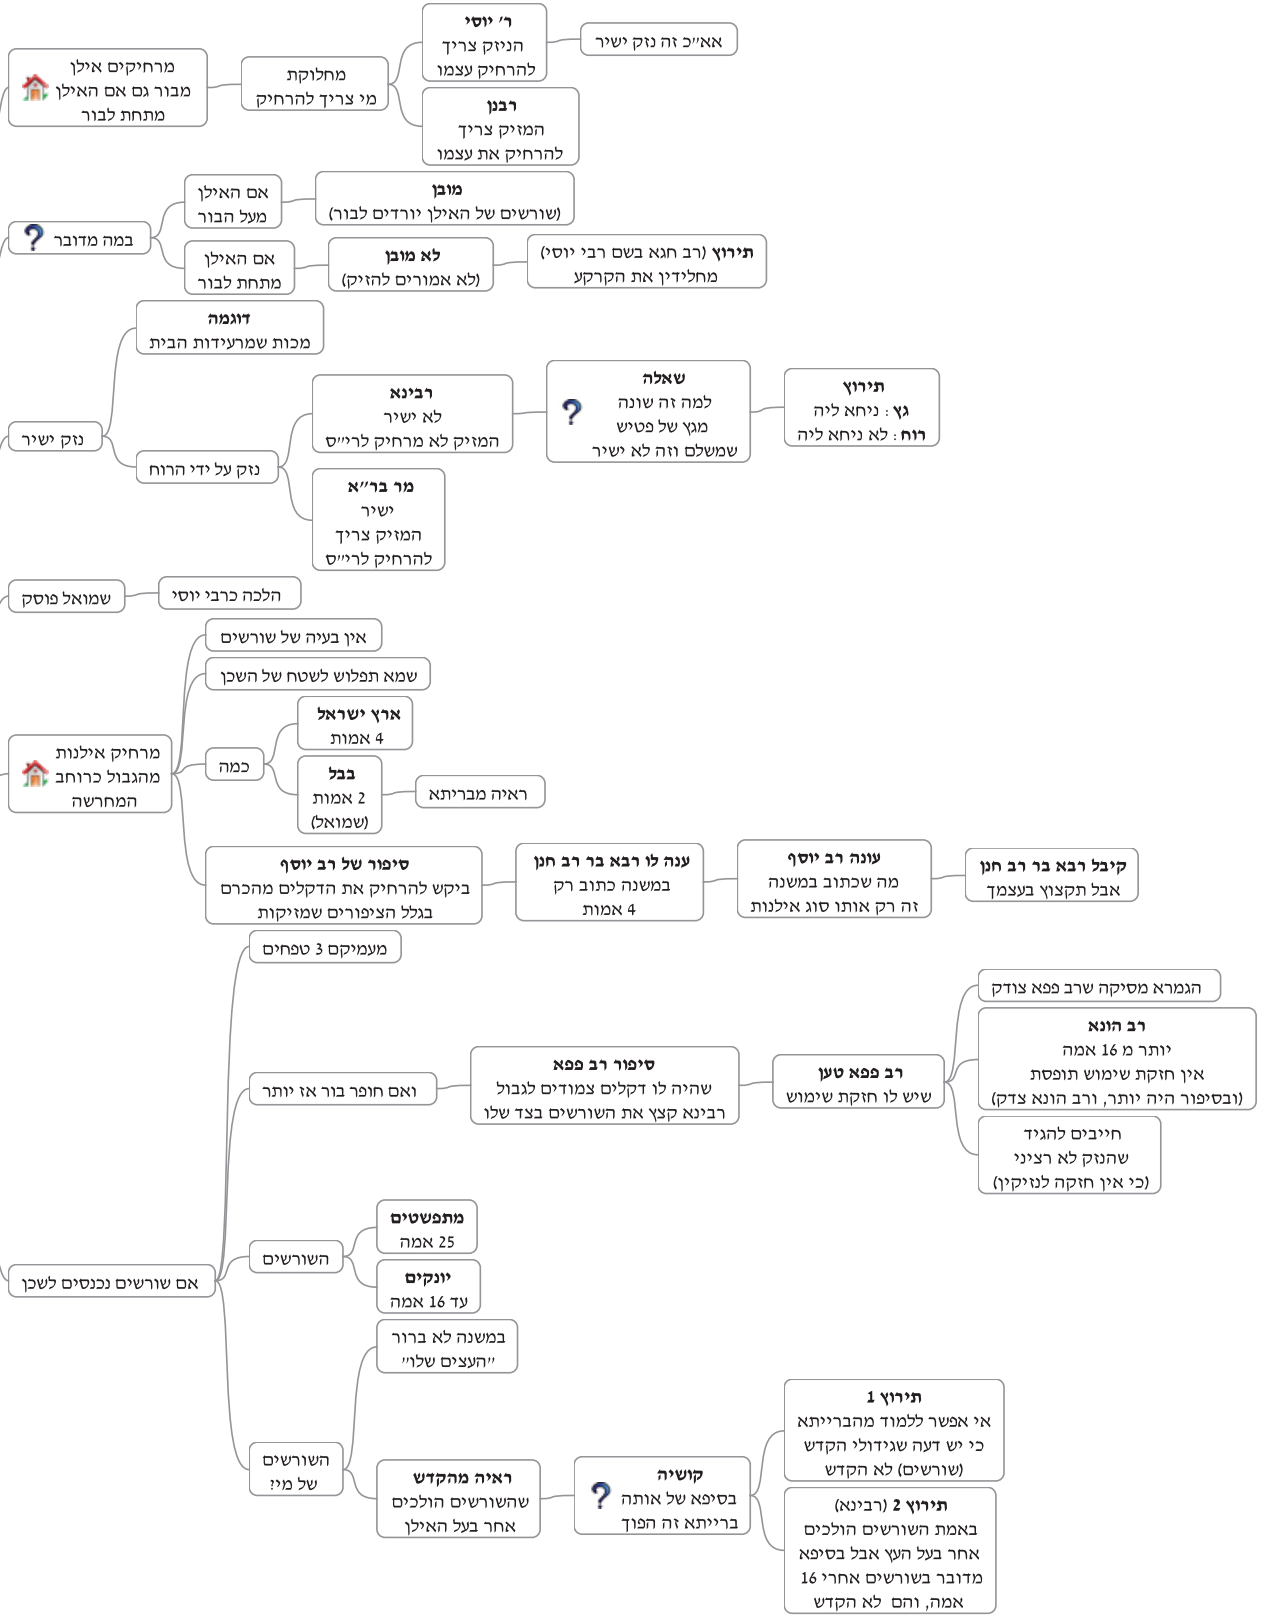 מרחיקים אילן
מבור גם אם האילן
מתחת לבור
מחלוקת
מי צריך להרחיק
ר' יוסי
הניזק צריך
להרחיק עצמו
אא״כ זה נזק ישיר
רבנן
המזיק צריך
להרחיק את עצמו
במה מדובר
אם האילן
מעל הבור
מובן
(שורשים של האילן יורדים לבור)
אם האילן
מתחת לבור
לא מובן
(לא אמורים להזיק)
תירוץ (רב חגא בשם רבי יוסי)
מחלידין את הקרקע
נזק ישיר
דוגמה
מכות שמרעידות הבית
נזק על ידי הרוח
רבינא
לא ישיר
המזיק לא מרחיק לרי״ס
שאלה
למה זה שונה
מגץ של פטיש
שמשלם וזה לא ישיר
תירוץ
גץ : ניחא ליה
רוח : לא ניחא ליה
מר בר״א
ישיר
המזיק צריך
להרחיק לרי״ס
שמואל פוסק
הלכה כרבי יוסי
מרחיק אילנות
מהגבול כרוחב
המחרשה
אין בעיה של שורשים
שמא תפלוש לשטח של השכן
כמה
ארץ ישראל
4 אמות
בבל
2 אמות
(שמואל)
ראיה מבריתא
סיפור של רב יוסף
ביקש להרחיק את הדקלים מהכרם
בגלל הציפורים שמזיקות
ענה לו רבא בר רב חנן
במשנה כתוב רק
4 אמות
עונה רב יוסף
מה שכתוב במשנה
זה רק אותו סוג אילנות
קיבל רבא בר רב חנן
אבל תקצוץ בעצמך
אם שורשים נכנסים לשכן
מעמיקם 3 טפחים
ואם חופר בור אז יותר
סיפור רב פפא
שהיה לו דקלים צמודים לגבול
רבינא קצץ את השורשים בצד שלו
רב פפא טען
שיש לו חזקת שימוש
הגמרא מסיקה שרב פפא צודק
רב הונא
יותר מ 16 אמה
אין חזקת שימוש תופסת
(ובסיפור היה יותר, ורב הונא צדק)
חייבים להגיד
שהנזק לא רציני
(כי אין חזקה לנזיקין)
השורשים
מתפשטים
25 אמה
יונקים
עד 16 אמה
השורשים
של מי?
במשנה לא ברור
״העצים שלו״
ראיה מהקדש
שהשורשים הולכים
אחר בעל האילן
קושיה
בסיפא של אותה
ברייתא זה הפוך
תירוץ 1
אי אפשר ללמוד מהברייתא
כי יש דעה שגידולי הקדש
(שורשים) לא הקדש
תירוץ 2 (רבינא)
באמת השורשים הולכים
אחר בעל העץ אבל בסיפא
מדובר בשורשים אחרי 16
אמה, והם לא הקדש